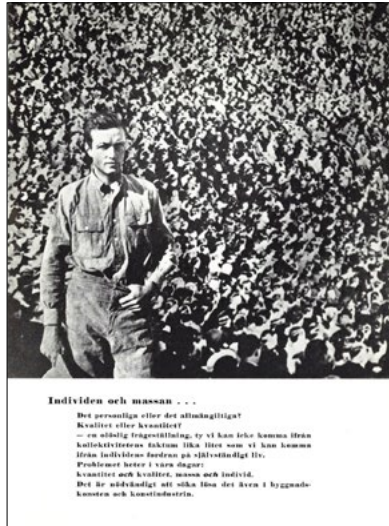 Individen och massan . . .
Det personliga eller det allmängiltiga?
Kvalitet eller kvantitet?
— en olöslig frågeställning, ty vi kan icke komma ifrån
kollektivitetens faktum lika litet som vi kan komma
ifrån individens fordran på självständigt liv.
Problemet heter i våra dagar:
kvantitet och kvalitet, massa och individ.
Det är nödvändigt att söka lösa det även i byggnads-
konsten och konstindustrin.